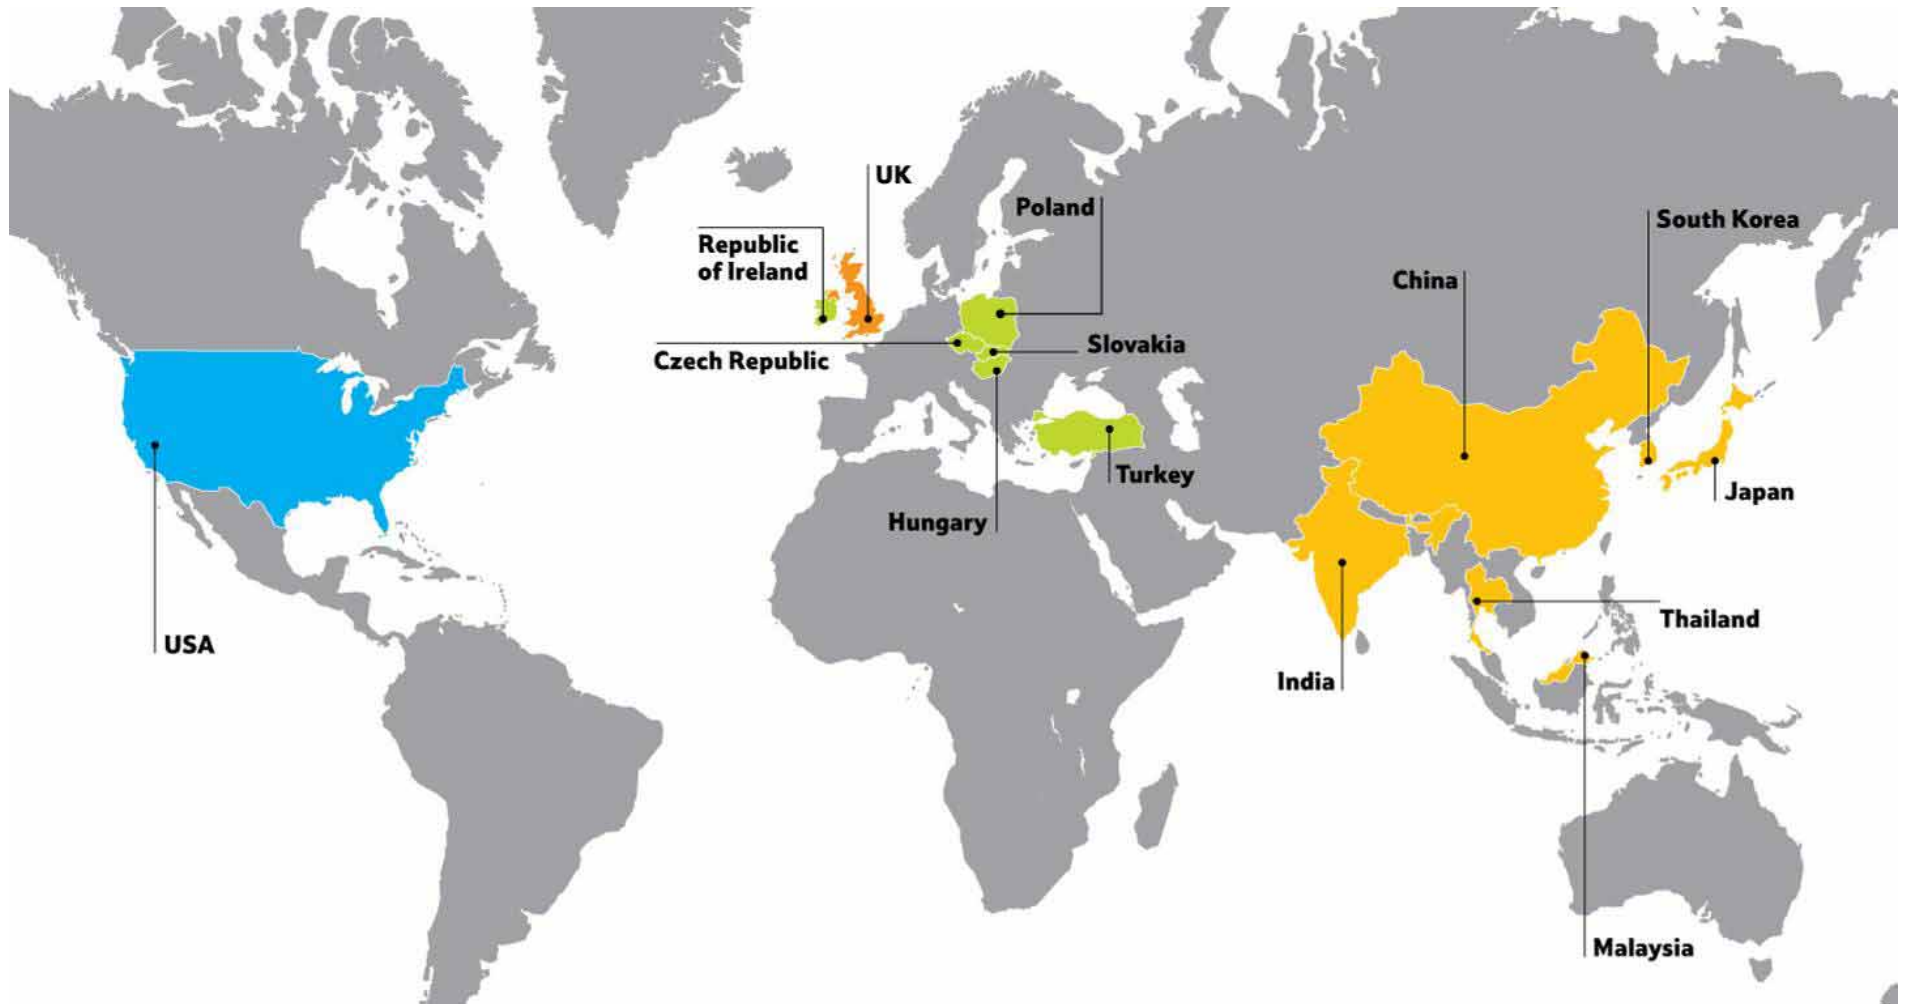 UK
Poland
South Korea
Republic
of Ireland
China
Slovakia
Czech Republic
Turkey
Japan
Hungary
Thailand
USA
India
Malaysia